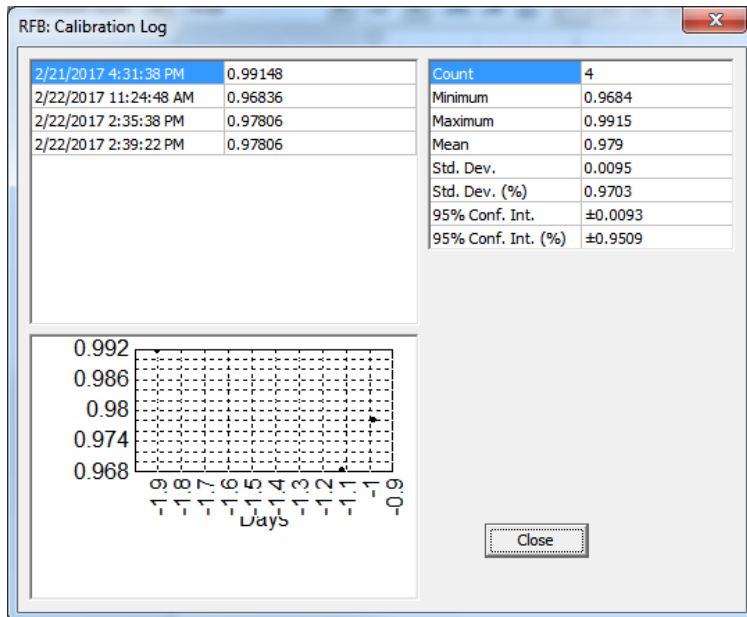 RFB: Calibration Log
2/21/2017 4:31:38 PM 0.99148
2/22/2017 11:24:48 AM 0.96836
2/22/2017 2:35:38 PM 0.97806
2/22/2017 2:39:22 PM 0.97806
Count 4
Minimum 0.9684
Maximum 0.9915
Mean 0.979
Std. Dev. 0.0095
Std. Dev. (%) 0.9703
95% Conf. Int. ±0.0093
95% Conf. Int. (%) ±0.9509
0.992
0.986
0.98
0.974
0.968
-1.9 -1.8 -1.7 -1.6 -1.5 -1.4 -1.3 -1.2 -1.1 -1 -0.9
Days
Close